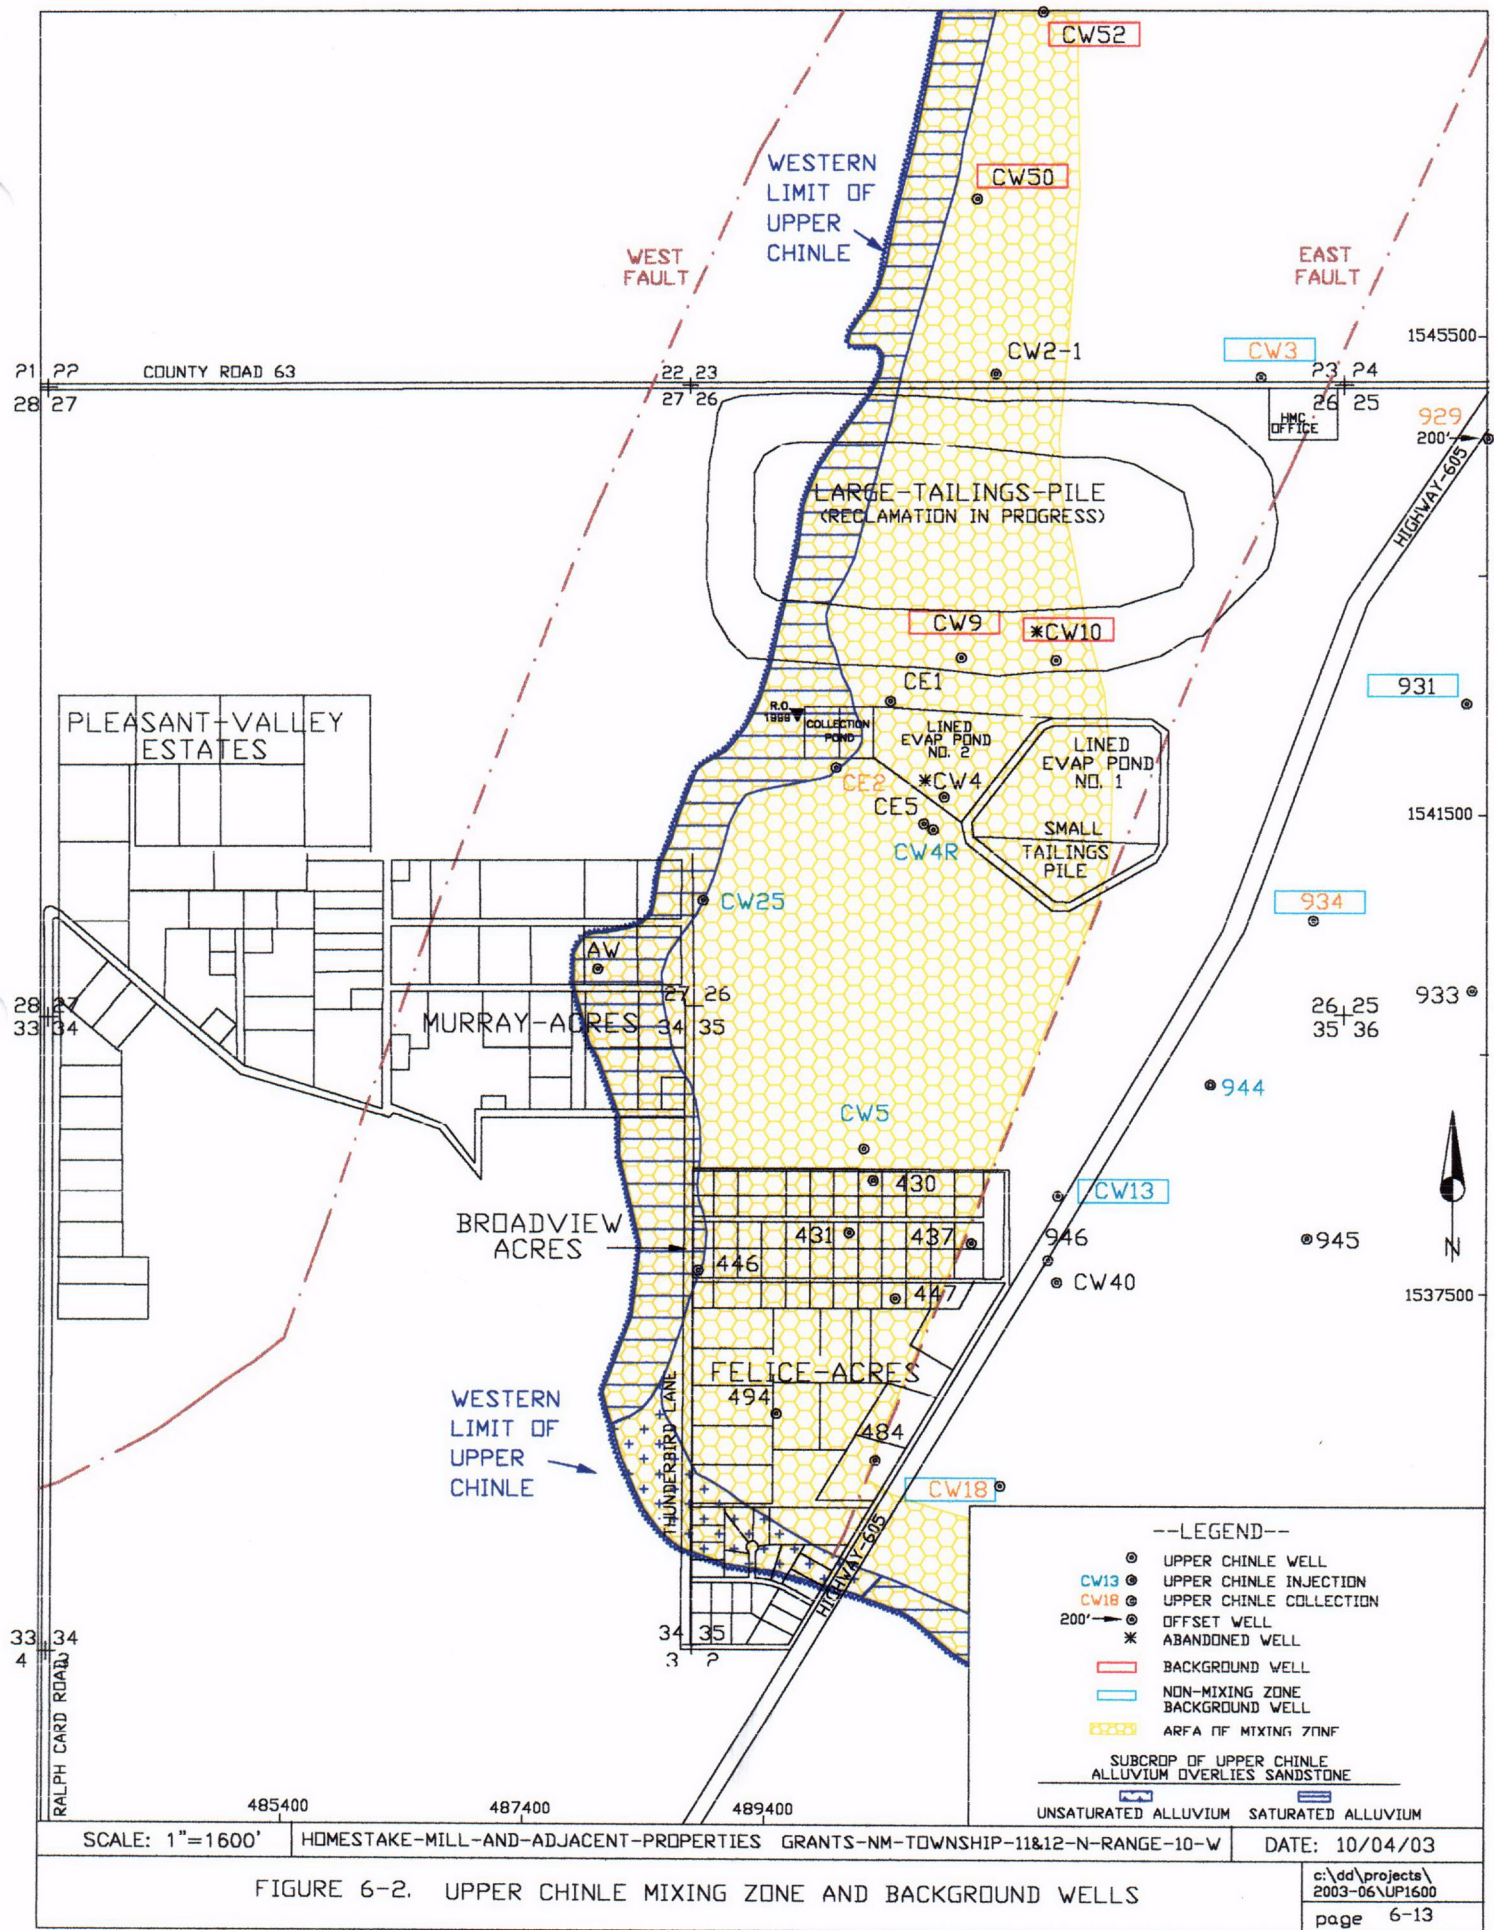 CW52
WESTERN
LIMIT OF
UPPER
CHINLE
CW50
WEST
FAULT
EAST
FAULT
1545500
CW2-1
CW3
21 22
COUNTY ROAD 63
22 23
23 24
28 27
27 26
26 25
HMC
OFFICE
929
200'
HIGHWAY-605
LARGE-TAILINGS-PILE
(RECLAMATION IN PROGRESS)
CW9
*CW10
CE1
931
R.O.
1999
COLLECTION
POND
LINED
EVAP POND
NO. 2
LINED
EVAP POND
NO. 1
PLEASANT-VALLEY
ESTATES
CE2
*CW4
CE5
CW4R
SMALL
TAILINGS
PILE
1541500
CW25
934
AW
933
28 27
33 34
27 26
34 35
26 25
35 36
MURRAY-ACRES
944
CW5
430
CW13
BROADVIEW
ACRES
431
437
946
945
446
CW40
447
N
1537500
FELICE-ACRES
WESTERN
LIMIT OF
UPPER
CHINLE
494
484
THUNDERBIRD LANE
CW18
HIGHWAY-605
33 34
4 3
34 35
3 2
RALPH CARD ROAD
--LEGEND--
UPPER CHINLE WELL
CW13 UPPER CHINLE INJECTION
CW18 UPPER CHINLE COLLECTION
200' OFFSET WELL
* ABANDONED WELL
BACKGROUND WELL
NON-MIXING ZONE
BACKGROUND WELL
AREA OF MIXING ZONE
SUBCROP OF UPPER CHINLE
ALLUVIUM OVERLIES SANDSTONE
UNSATURATED ALLUVIUM SATURATED ALLUVIUM
485400
487400
489400
SCALE: 1"=1600'
HOMESTAKE-MILL-AND-ADJACENT-PROPERTIES GRANTS-NM-TOWNSHIP-11&12-N-RANGE-10-W
DATE: 10/04/03
FIGURE 6-2. UPPER CHINLE MIXING ZONE AND BACKGROUND WELLS
c:\dd\projects\
2003-06\UP1600
page 6-13